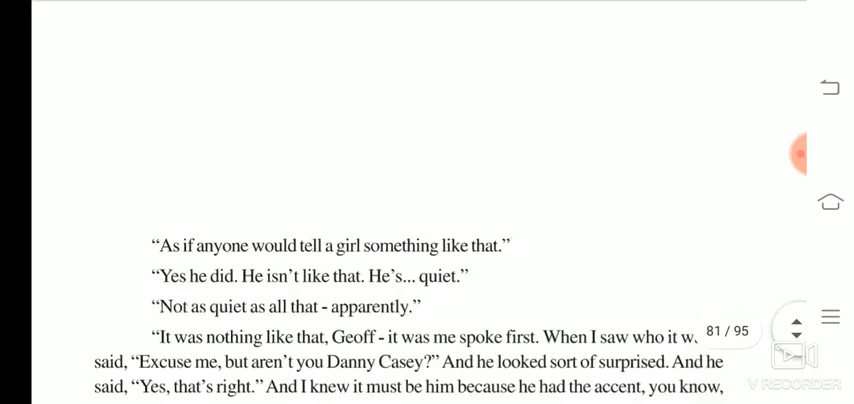 “As if anyone would tell a girl something like that.”
“Yes he did. He isn’t like that. He’s... quiet.”
“Not as quiet as all that - apparently.”
“It was nothing like that, Geoff - it was me spoke first. When I saw who it
81 / 95
said, “Excuse me, but aren’t you Danny Casey?” And he looked sort of surprised. And he
said, “Yes, that’s right.” And I knew it must be him because he had the accent, you know,
V RECORDER